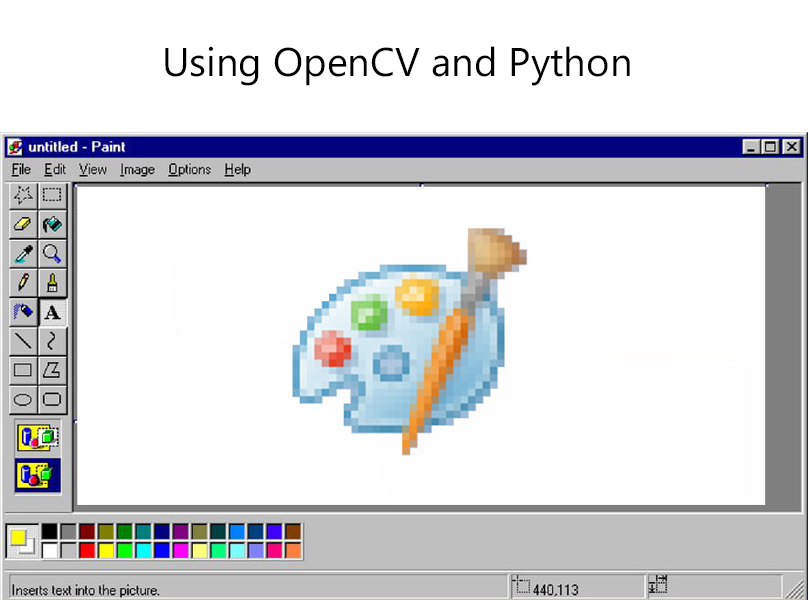 Using OpenCV and Python
untitled - Paint
File Edit View Image Options Help
A
Inserts text into the picture.
440,113